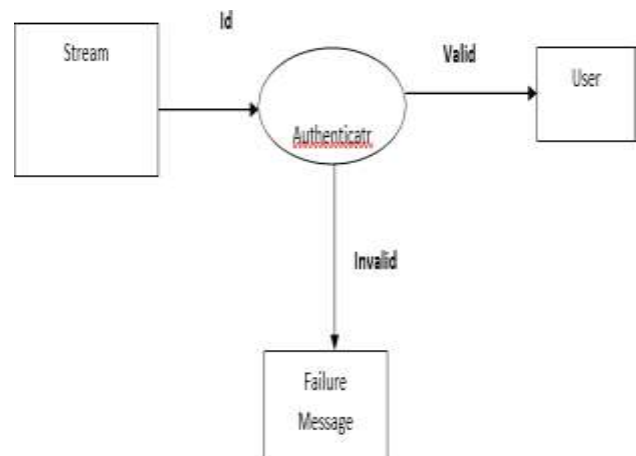 Id
Stream
Valid
User
Authenticatr
Invalid
Failure
Message